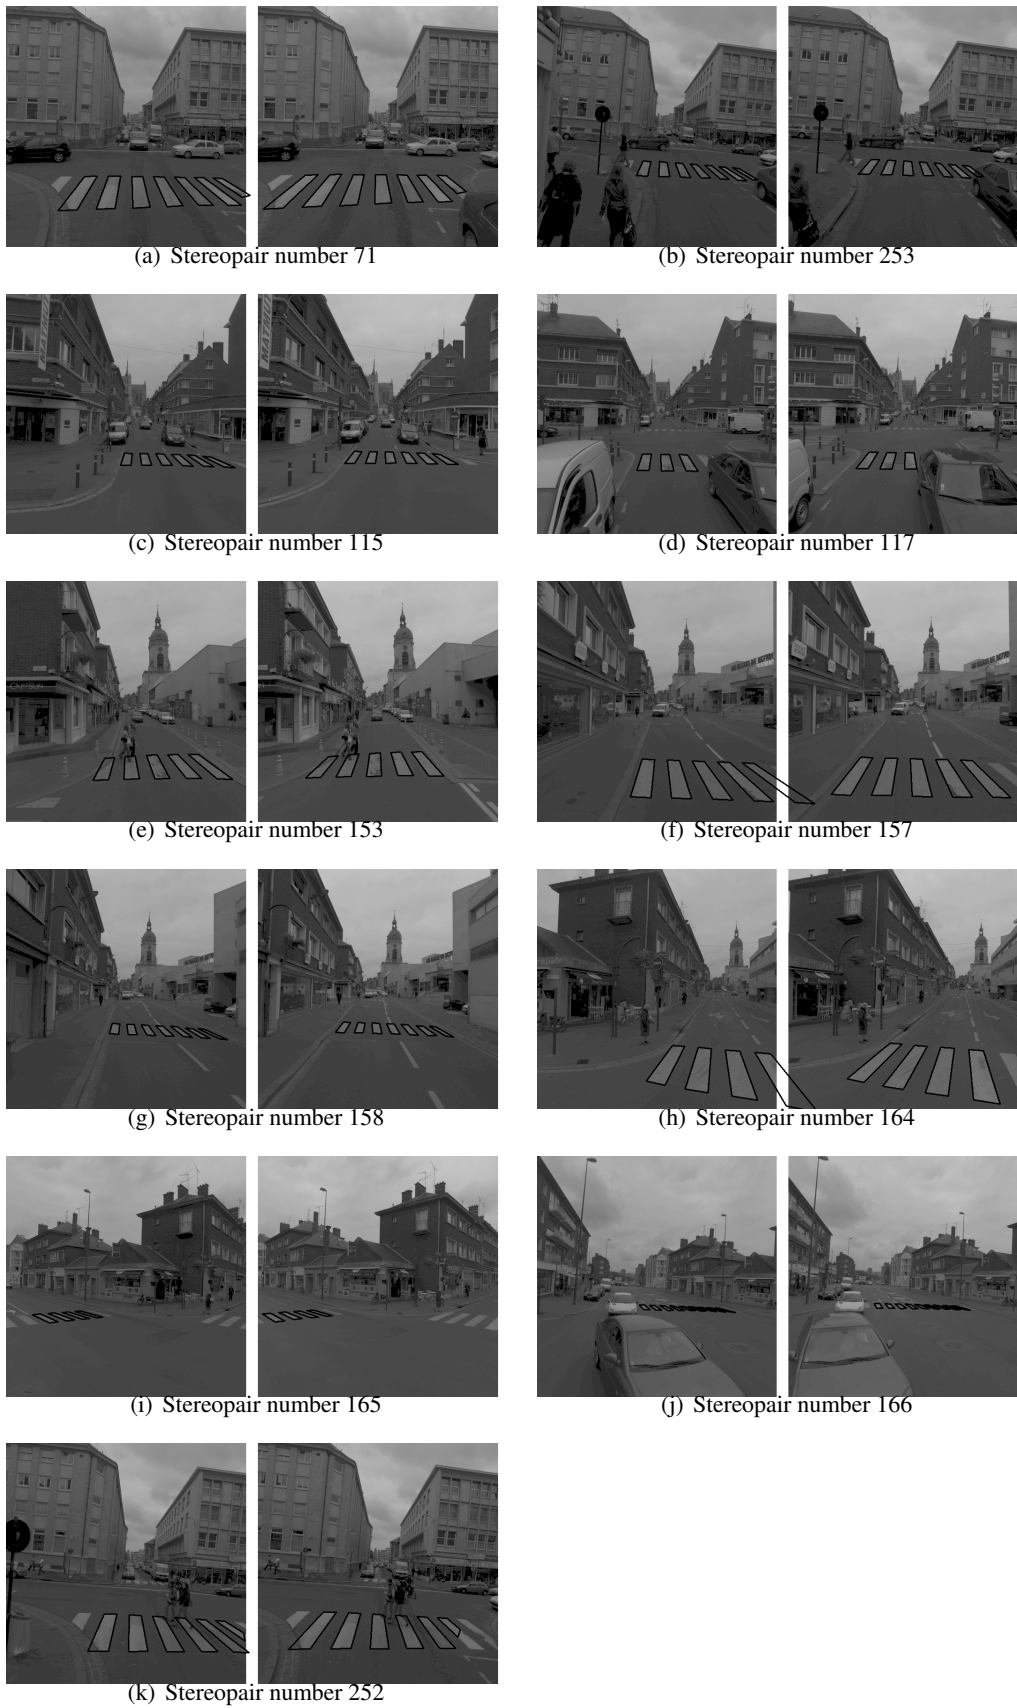 (a) Stereopair number 71
(b) Stereopair number 253
(c) Stereopair number 115
(d) Stereopair number 117
(e) Stereopair number 153
(f) Stereopair number 157
(g) Stereopair number 158
(h) Stereopair number 164
(i) Stereopair number 165
(j) Stereopair number 166
(k) Stereopair number 252